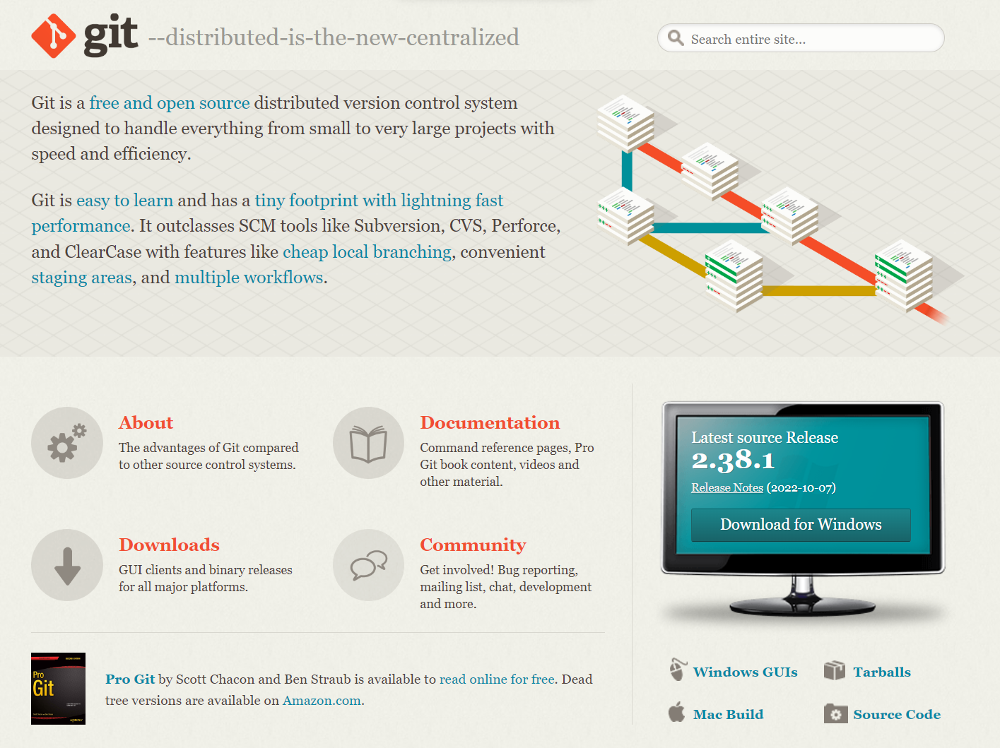 git --distributed-is-the-new-centralized
Search entire site...
Git is a free and open source distributed version control system
designed to handle everything from small to very large projects with
speed and efficiency.
Git is easy to learn and has a tiny footprint with lightning fast
performance. It outclasses SCM tools like Subversion, CVS, Perforce,
and ClearCase with features like cheap local branching, convenient
staging areas, and multiple workflows.
About
The advantages of Git compared
to other source control systems.
Documentation
Command reference pages, Pro
Git book content, videos and
other material.
Downloads
GUI clients and binary releases
for all major platforms.
Community
Get involved! Bug reporting,
mailing list, chat, development
and more.
Pro
Git
Apress
Pro Git by Scott Chacon and Ben Straub is available to read online for free. Dead
tree versions are available on Amazon.com.
Latest source Release
2.38.1
Release Notes (2022-10-07)
Download for Windows
Windows GUIs
Tarballs
Mac Build
Source Code